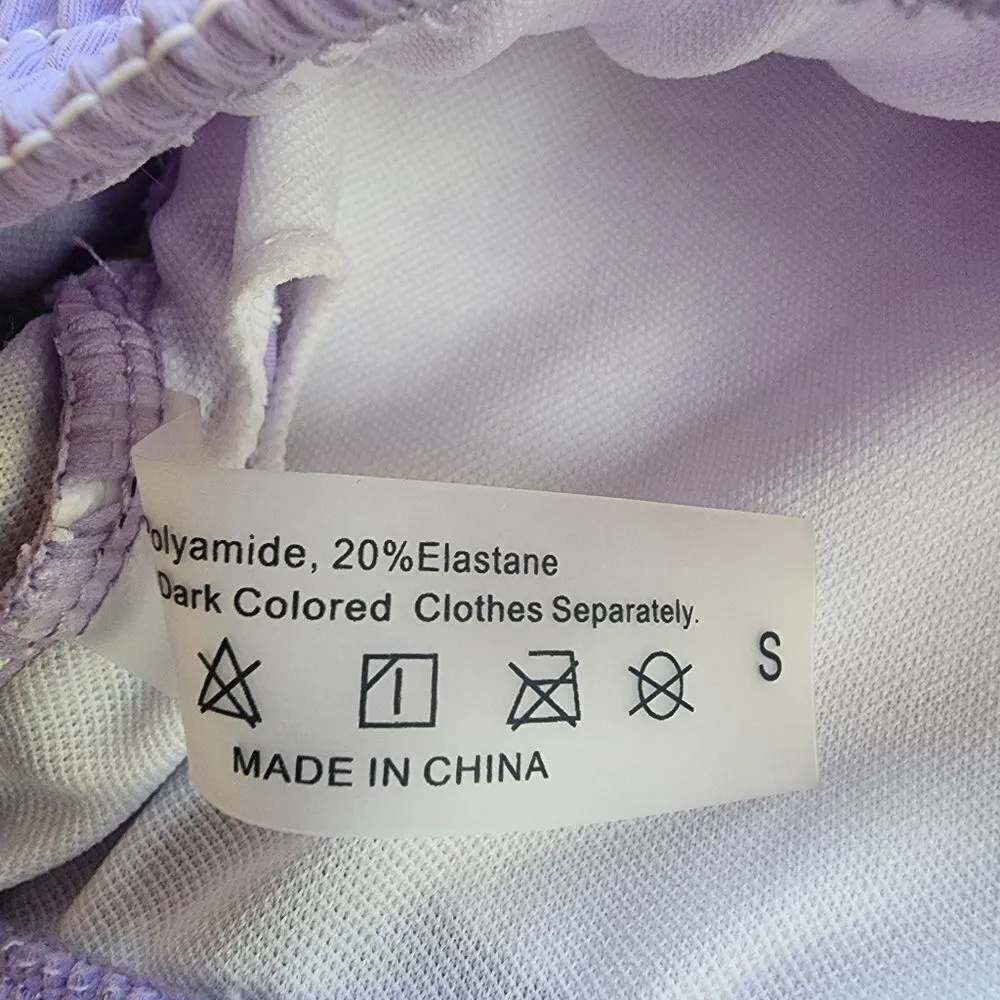 olyamide, 20%Elastane
Dark Colored Clothes Separately.
S
MADE IN CHINA